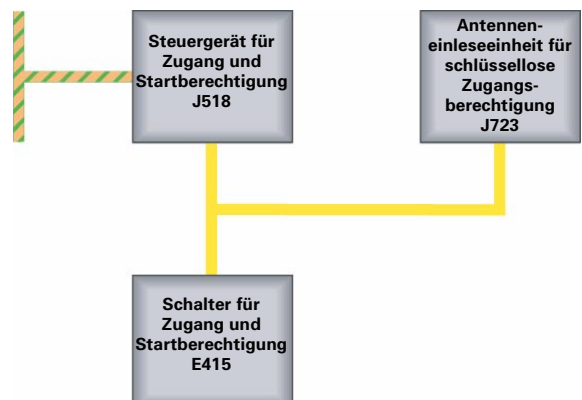 Steuergerät für
Zugang und
Startberechtigung
J518
Antennen-
einleseeinheit für
schlüssellose
Zugangs-
berechtigung
J723
Schalter für
Zugang und
Startberechtigung
E415